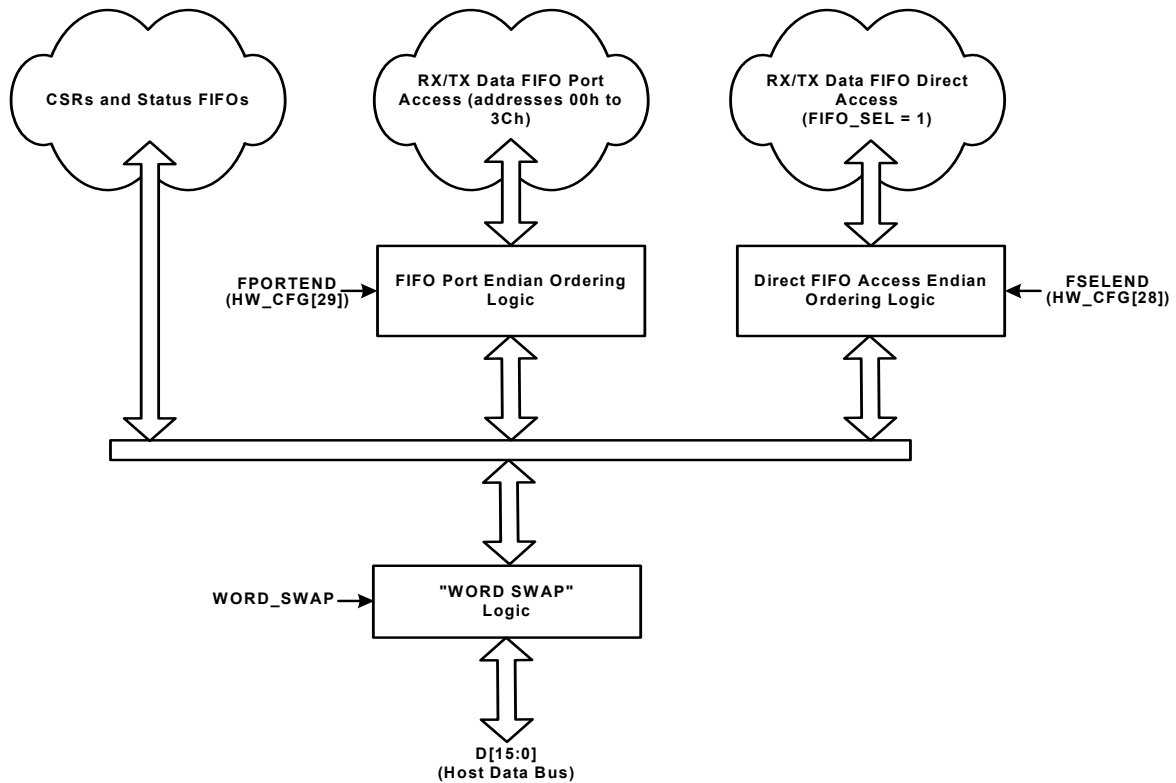 CSRs and Status FIFOs
RX/TX Data FIFO Port
Access (addresses 00h to
3Ch)
RX/TX Data FIFO Direct
Access
(FIFO_SEL = 1)
FPORTEND
(HW_CFG[29])
FIFO Port Endian Ordering
Logic
Direct FIFO Access Endian
Ordering Logic
FSELEND
(HW_CFG[28])
WORD_SWAP
"WORD SWAP"
Logic
D[15:0]
(Host Data Bus)